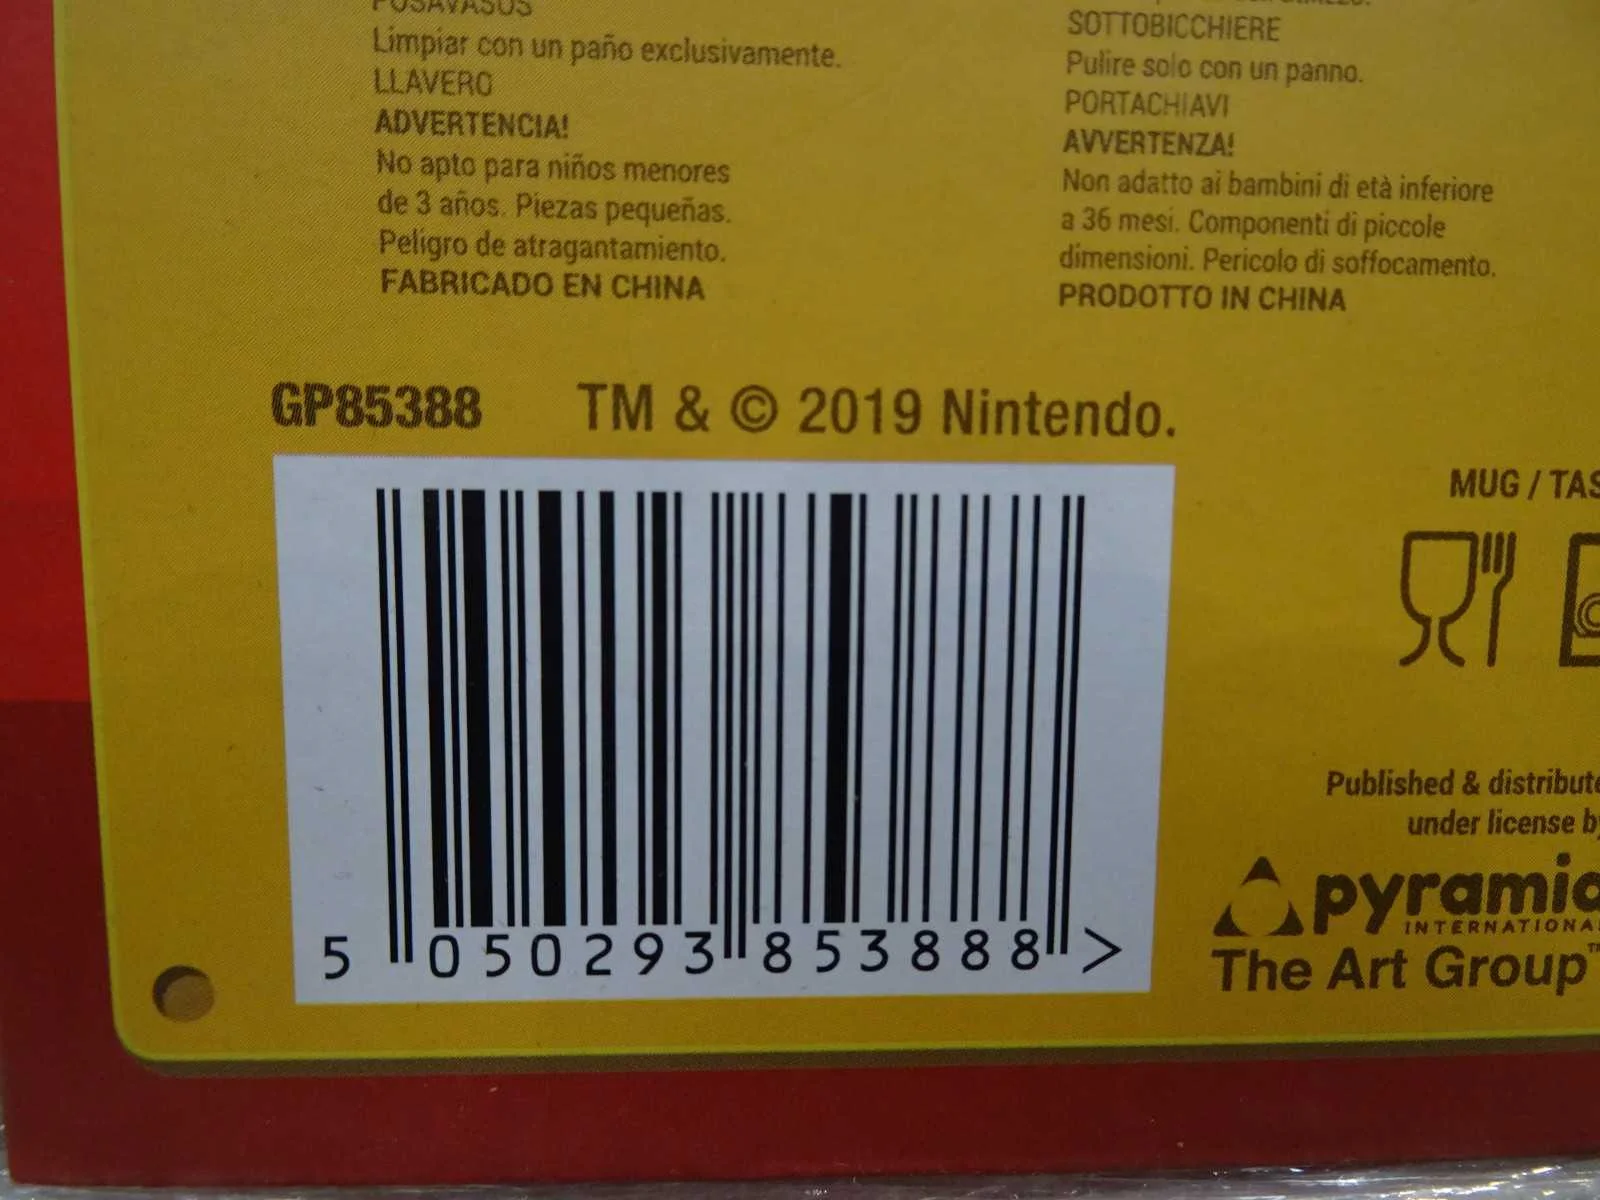 POSAVASOS
Limpiar con un paño exclusivamente.
LLAVERO
ADVERTENCIA!
No apto para niños menores
de 3 años. Piezas pequeñas.
Peligro de atragantamiento.
FABRICADO EN CHINA
SOTTOBICCHIERE
Pulire solo con un panno.
PORTACHIAVI
AVVERTENZA!
Non adatto ai bambini di età inferiore
a 36 mesi. Componenti di piccole
dimensioni. Pericolo di soffocamento.
PRODOTTO IN CHINA
GP85388 TM & © 2019 Nintendo.
5 050293 853888 >
MUG / TAS
Published & distribute
under license b
pyramid
INTERNATIONA
The Art Group™